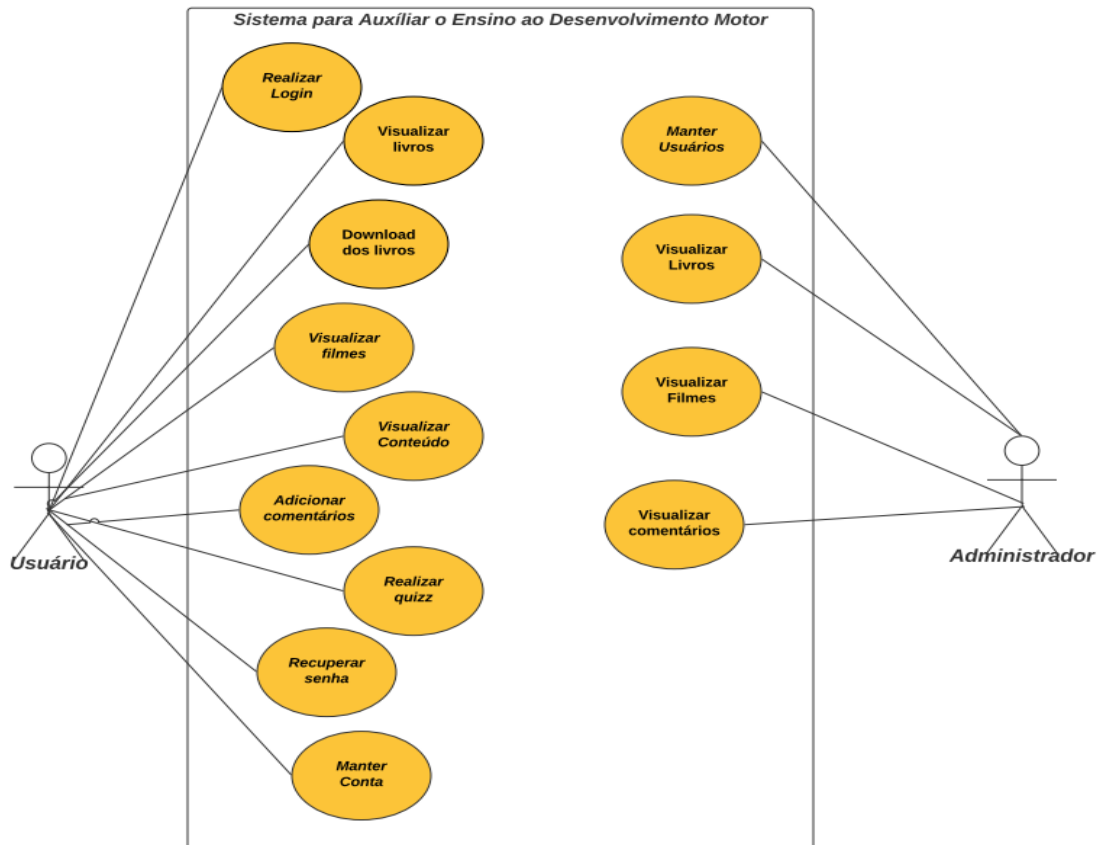 Sistema para Auxíliar o Ensino ao Desenvolvimento Motor
Realizar
Login
Visualizar
livros
Download
dos livros
Visualizar
filmes
Visualizar
Conteúdo
Adicionar
comentários
Realizar
quizz
Recuperar
senha
Manter
Conta
Usuário
Manter
Usuários
Visualizar
Livros
Visualizar
Filmes
Visualizar
comentários
Administrador